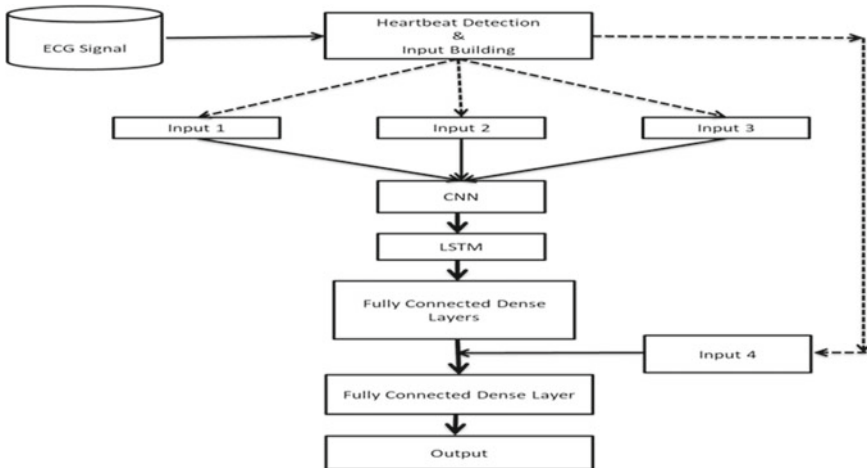 ECG Signal
Heartbeat Detection
&
Input Building
Input 1
Input 2
Input 3
CNN
LSTM
Fully Connected Dense
Layers
Input 4
Fully Connected Dense Layer
Output